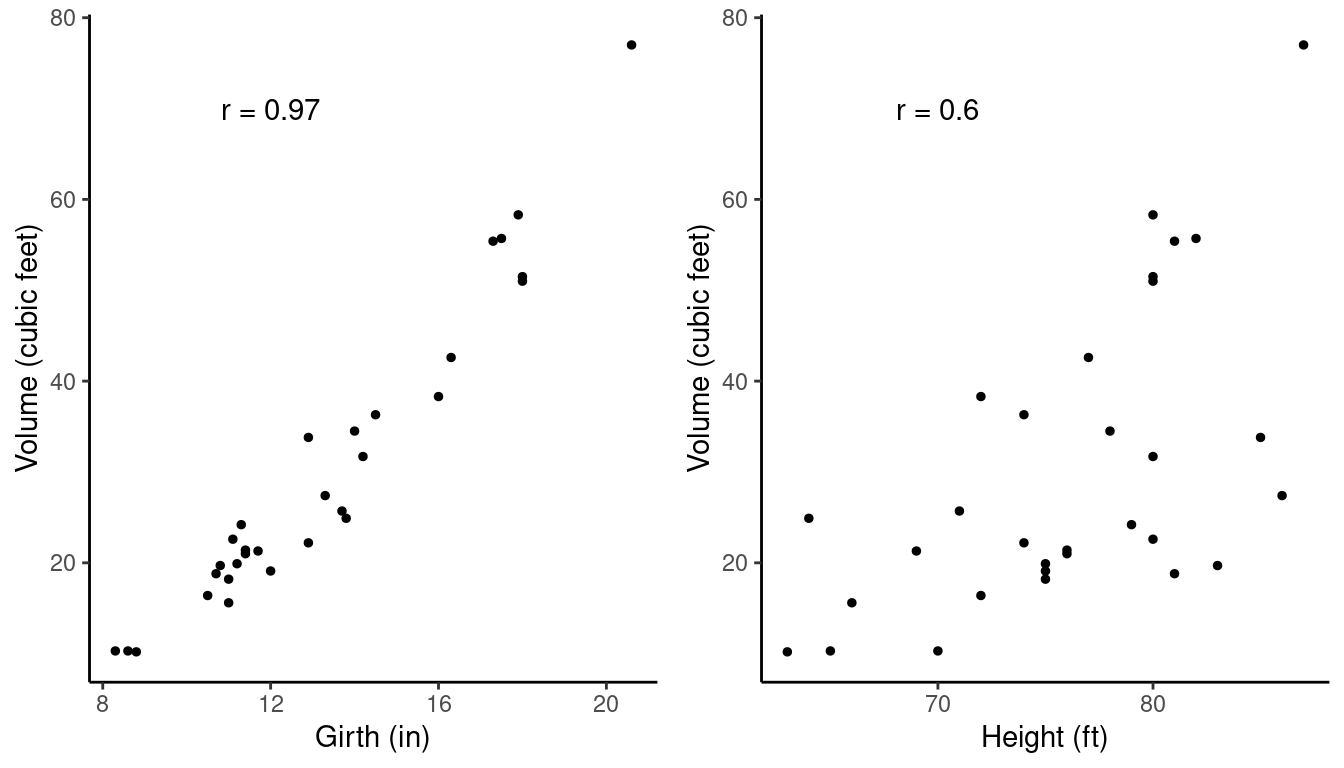 80
60
40
20
r = 0.97
Volume (cubic feet)
8 12 16 20
Girth (in)
80
60
40
20
r = 0.6
Volume (cubic feet)
70 80
Height (ft)